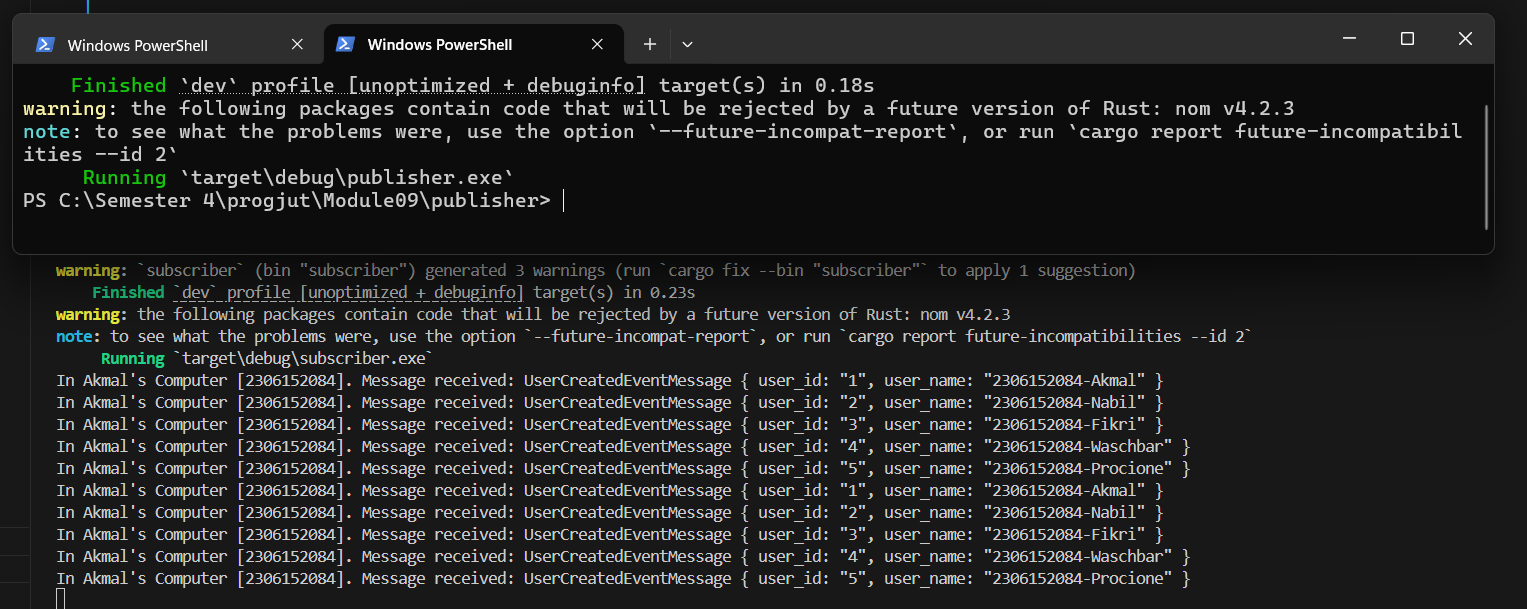 Windows PowerShell
Windows PowerShell
Finished `dev` profile [unoptimized + debuginfo] target(s) in 0.18s
warning: the following packages contain code that will be rejected by a future version of Rust: nom v4.2.3
note: to see what the problems were, use the option `--future-incompat-report`, or run `cargo report future-incompatibil
ities --id 2`
Running `target\debug\publisher.exe`
PS C:\Semester 4\progjut\Module09\publisher>
warning: `subscriber` (bin "subscriber") generated 3 warnings (run `cargo fix --bin "subscriber"` to apply 1 suggestion)
Finished `dev` profile [unoptimized + debuginfo] target(s) in 0.23s
warning: the following packages contain code that will be rejected by a future version of Rust: nom v4.2.3
note: to see what the problems were, use the option `--future-incompat-report`, or run `cargo report future-incompatibilities --id 2`
Running `target\debug\subscriber.exe`
In Akmal's Computer [2306152084]. Message received: UserCreatedEventMessage { user_id: "1", user_name: "2306152084-Akmal" }
In Akmal's Computer [2306152084]. Message received: UserCreatedEventMessage { user_id: "2", user_name: "2306152084-Nabil" }
In Akmal's Computer [2306152084]. Message received: UserCreatedEventMessage { user_id: "3", user_name: "2306152084-Fikri" }
In Akmal's Computer [2306152084]. Message received: UserCreatedEventMessage { user_id: "4", user_name: "2306152084-Waschbar" }
In Akmal's Computer [2306152084]. Message received: UserCreatedEventMessage { user_id: "5", user_name: "2306152084-Procione" }
In Akmal's Computer [2306152084]. Message received: UserCreatedEventMessage { user_id: "1", user_name: "2306152084-Akmal" }
In Akmal's Computer [2306152084]. Message received: UserCreatedEventMessage { user_id: "2", user_name: "2306152084-Nabil" }
In Akmal's Computer [2306152084]. Message received: UserCreatedEventMessage { user_id: "3", user_name: "2306152084-Fikri" }
In Akmal's Computer [2306152084]. Message received: UserCreatedEventMessage { user_id: "4", user_name: "2306152084-Waschbar" }
In Akmal's Computer [2306152084]. Message received: UserCreatedEventMessage { user_id: "5", user_name: "2306152084-Procione" }